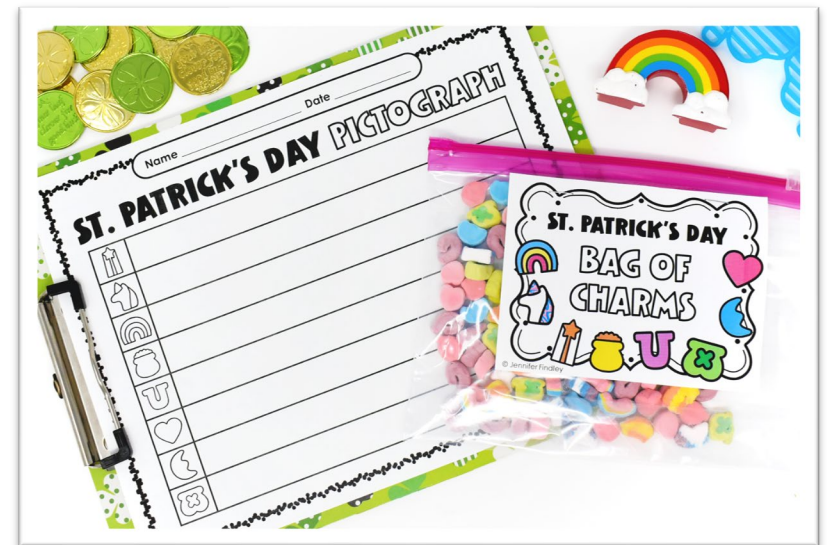 Name Date
ST. PATRICK'S DAY PICTOGRAPH
ST. PATRICK'S DAY
BAG OF
CHARMS
© Jennifer Findley